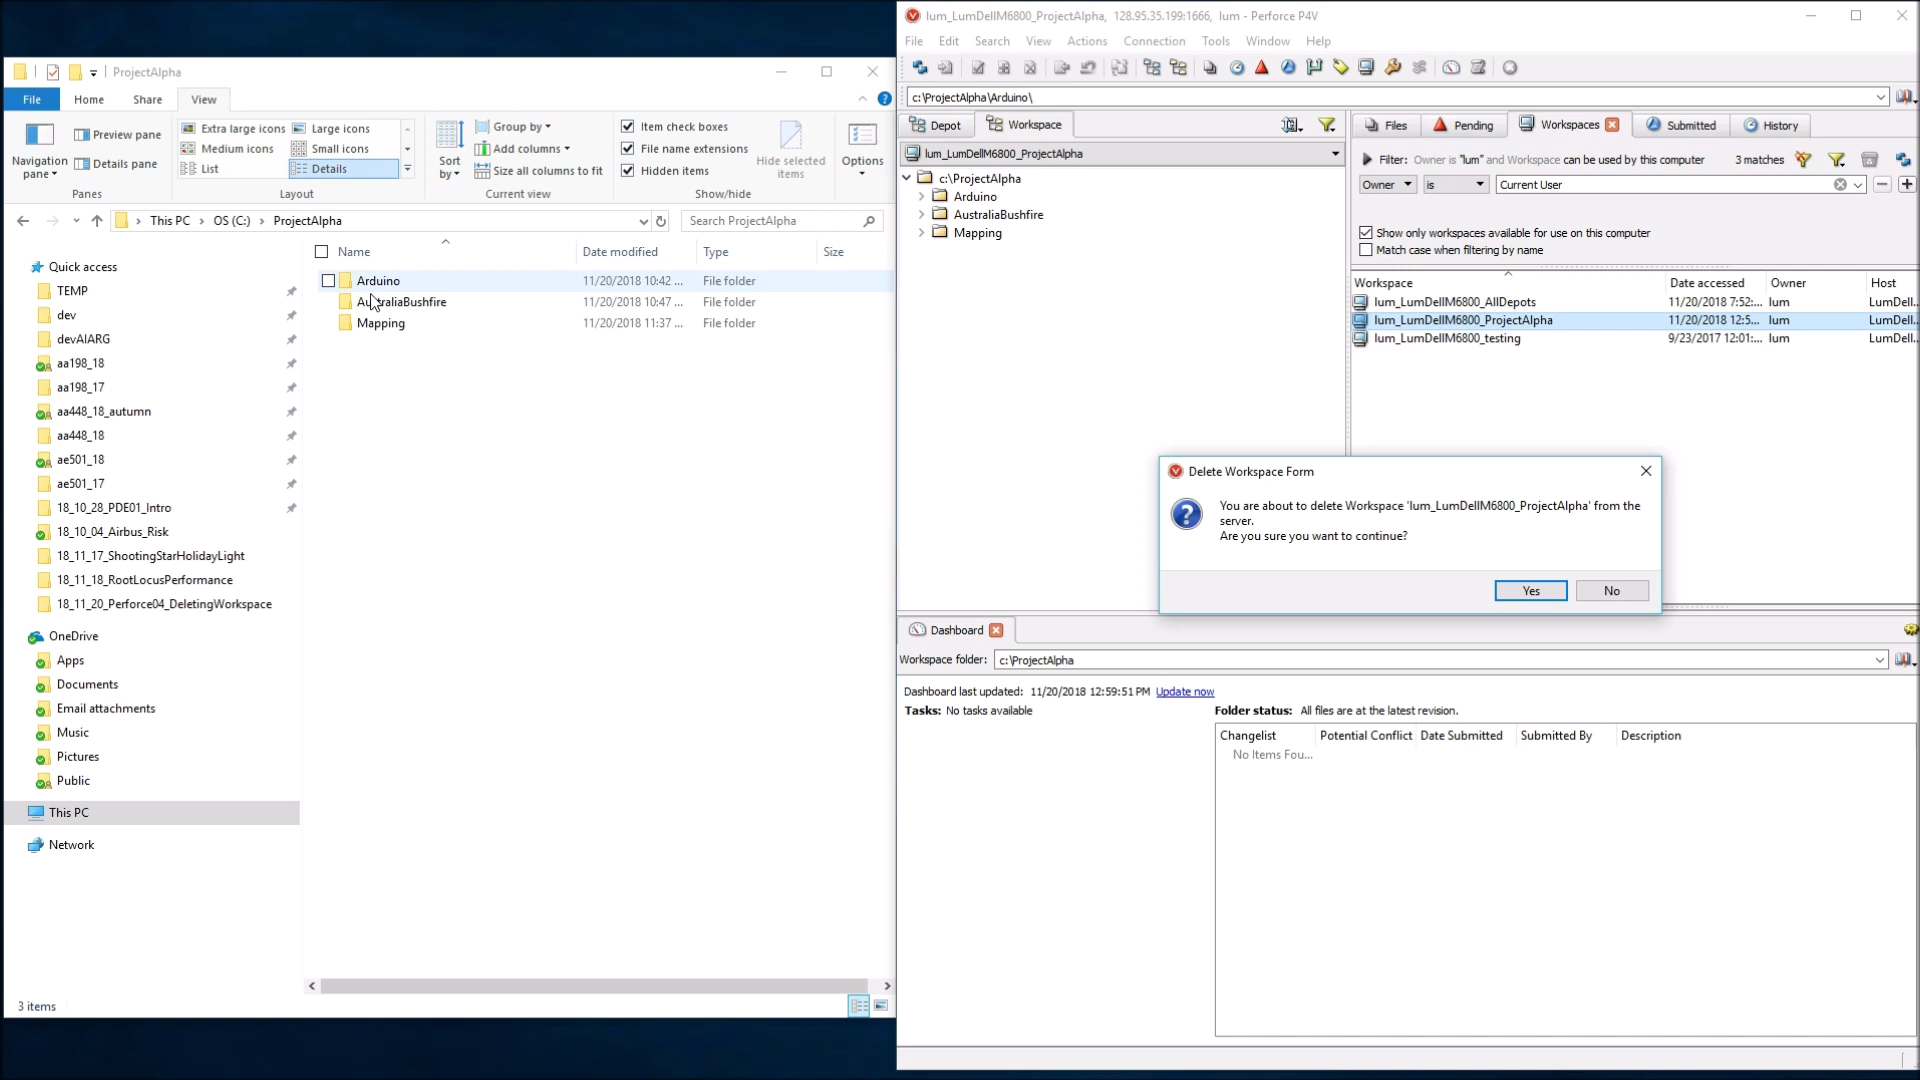 ProjectAlpha
File Home Share View
Navigation pane
Preview pane
Details pane
Panes
Extra large icons Large icons
Medium icons Small icons
List Details
Layout
Sort by
Group by
Add columns
Size all columns to fit
Current view
Item check boxes
File name extensions
Hidden items
Hide selected items
Show/hide
Options
This PC > OS (C:) > ProjectAlpha
Search ProjectAlpha
Quick access
TEMP
dev
devAIARG
aa198_18
aa198_17
aa448_18_autumn
aa448_18
ae501_18
ae501_17
18_10_28_PDE01_Intro
18_10_04_Airbus_Risk
18_11_17_ShootingStarHolidayLight
18_11_18_RootLocusPerformance
18_11_20_Perforce04_DeletingWorkspace
OneDrive
Apps
Documents
Email attachments
Music
Pictures
Public
This PC
Network
Name Date modified Type Size
Arduino 11/20/2018 10:42 ... File folder
AustraliaBushfire 11/20/2018 10:47 ... File folder
Mapping 11/20/2018 11:37 ... File folder
3 items
lum_LumDellM6800_ProjectAlpha, 128.95.35.199:1666, lum - Perforce P4V
File Edit Search View Actions Connection Tools Window Help
c:\ProjectAlpha\Arduino\
Depot Workspace
lum_LumDellM6800_ProjectAlpha
c:\ProjectAlpha
Arduino
AustraliaBushfire
Mapping
Files Pending Workspaces Submitted History
Filter: Owner is "lum" and Workspace can be used by this computer 3 matches
Owner is Current User
Show only workspaces available for use on this computer
Match case when filtering by name
Workspace Date accessed Owner Host
lum_LumDellM6800_AllDepots 11/20/2018 7:52:... lum LumDell...
lum_LumDellM6800_ProjectAlpha 11/20/2018 12:5... lum LumDell...
lum_LumDellM6800_testing 9/23/2017 12:01:... lum LumDell...
Delete Workspace Form
You are about to delete Workspace 'lum_LumDellM6800_ProjectAlpha' from the
server.
Are you sure you want to continue?
Yes No
Dashboard
Workspace folder: c:\ProjectAlpha
Dashboard last updated: 11/20/2018 12:59:51 PM Update now
Tasks: No tasks available
Folder status: All files are at the latest revision.
Changelist Potential Conflict Date Submitted Submitted By Description
No Items Fou...